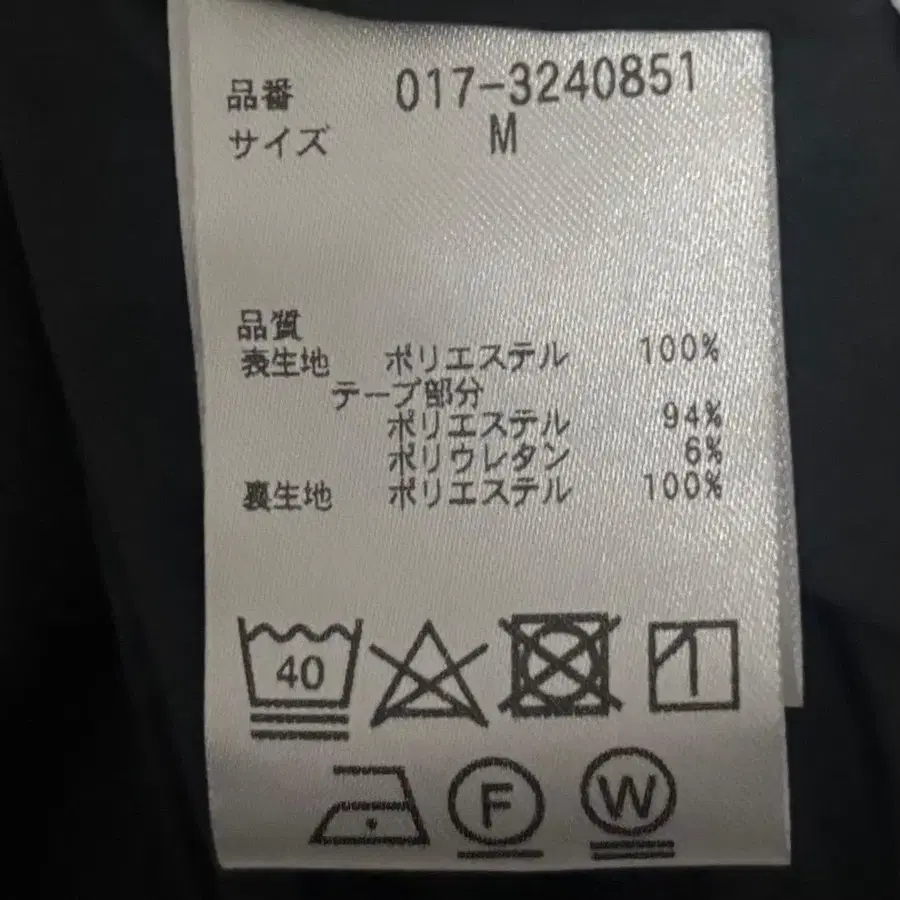 品番 017-3240851
サイズ M
品質
表生地 ポリエステル 100%
テープ部分
ポリエステル 94%
ポリウレタン 6%
裏生地 ポリエステル 100%
40
F W